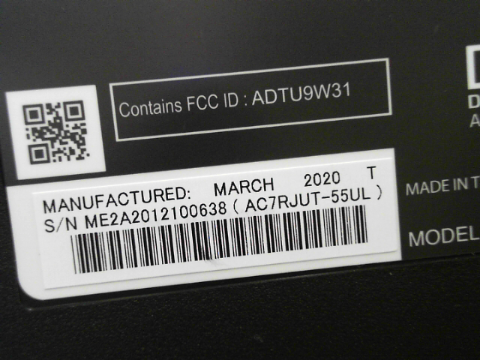 Contains FCC ID : ADTU9W31
MANUFACTURED: MARCH 2020 T
S/N ME2A2012100638 ( AC7RJUT-55UL )
MADE IN T
MODEL